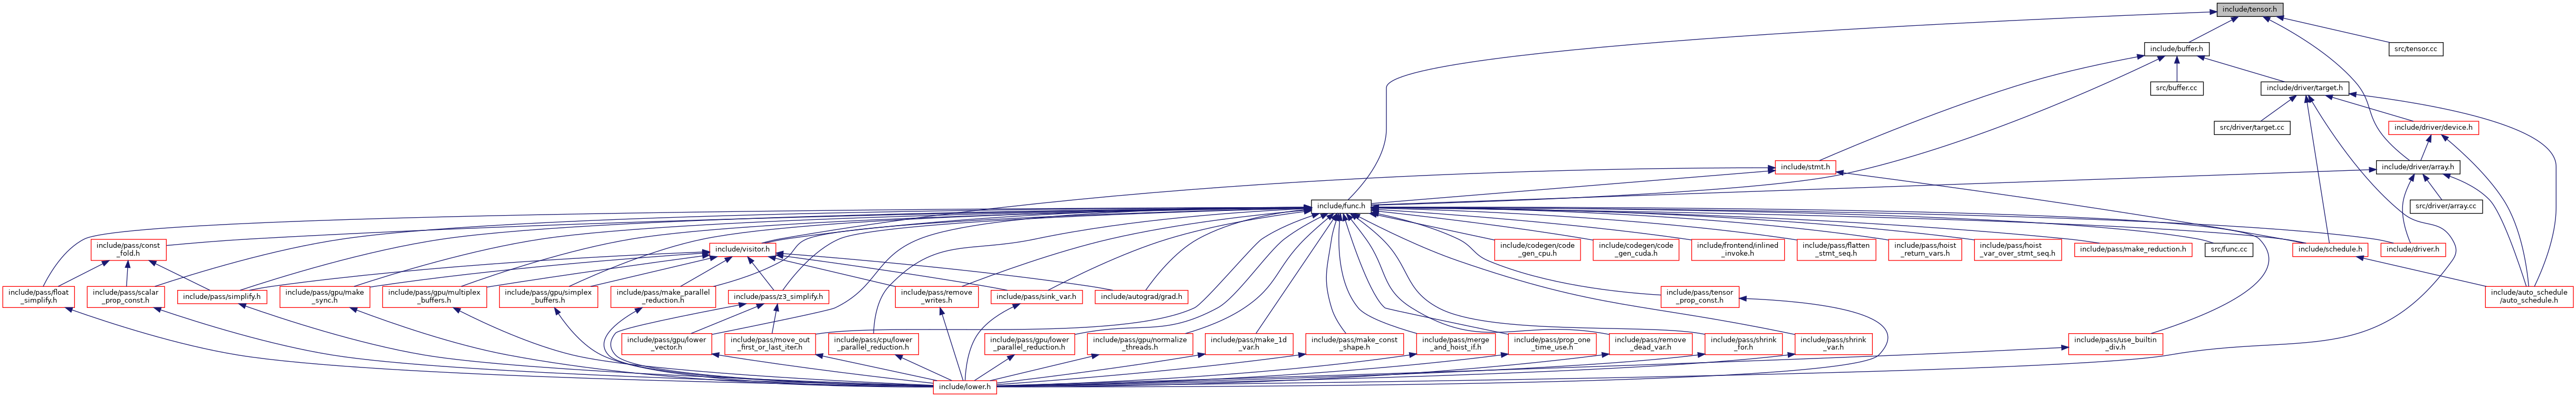 include/tensor.h
include/buffer.h
src/tensor.cc
src/buffer.cc
include/driver/target.h
src/driver/target.cc
include/driver/device.h
include/stmt.h
include/driver/array.h
include/func.h
src/driver/array.cc
include/pass/const
_fold.h
include/visitor.h
include/codegen/code
_gen_cpu.h
include/codegen/code
_gen_cuda.h
include/frontend/inlined
_invoke.h
include/pass/flatten
_stmt_seq.h
include/pass/hoist
_return_vars.h
include/pass/hoist
_var_over_stmt_seq.h
include/pass/make_reduction.h
src/func.cc
include/schedule.h
include/driver.h
include/pass/float
_simplify.h
include/pass/scalar
_prop_const.h
include/pass/simplify.h
include/pass/gpu/make
_sync.h
include/pass/gpu/multiplex
_buffers.h
include/pass/gpu/simplex
_buffers.h
include/pass/make_parallel
_reduction.h
include/pass/z3_simplify.h
include/pass/remove
_writes.h
include/pass/sink_var.h
include/autograd/grad.h
include/pass/tensor
_prop_const.h
include/auto_schedule
/auto_schedule.h
include/pass/gpu/lower
_vector.h
include/pass/move_out
_first_or_last_iter.h
include/pass/cpu/lower
_parallel_reduction.h
include/pass/gpu/lower
_parallel_reduction.h
include/pass/gpu/normalize
_threads.h
include/pass/make_1d
_var.h
include/pass/make_const
_shape.h
include/pass/merge
_and_hoist_if.h
include/pass/prop_one
_time_use.h
include/pass/remove
_dead_var.h
include/pass/shrink
_for.h
include/pass/shrink
_var.h
include/pass/use_builtin
_div.h
include/lower.h